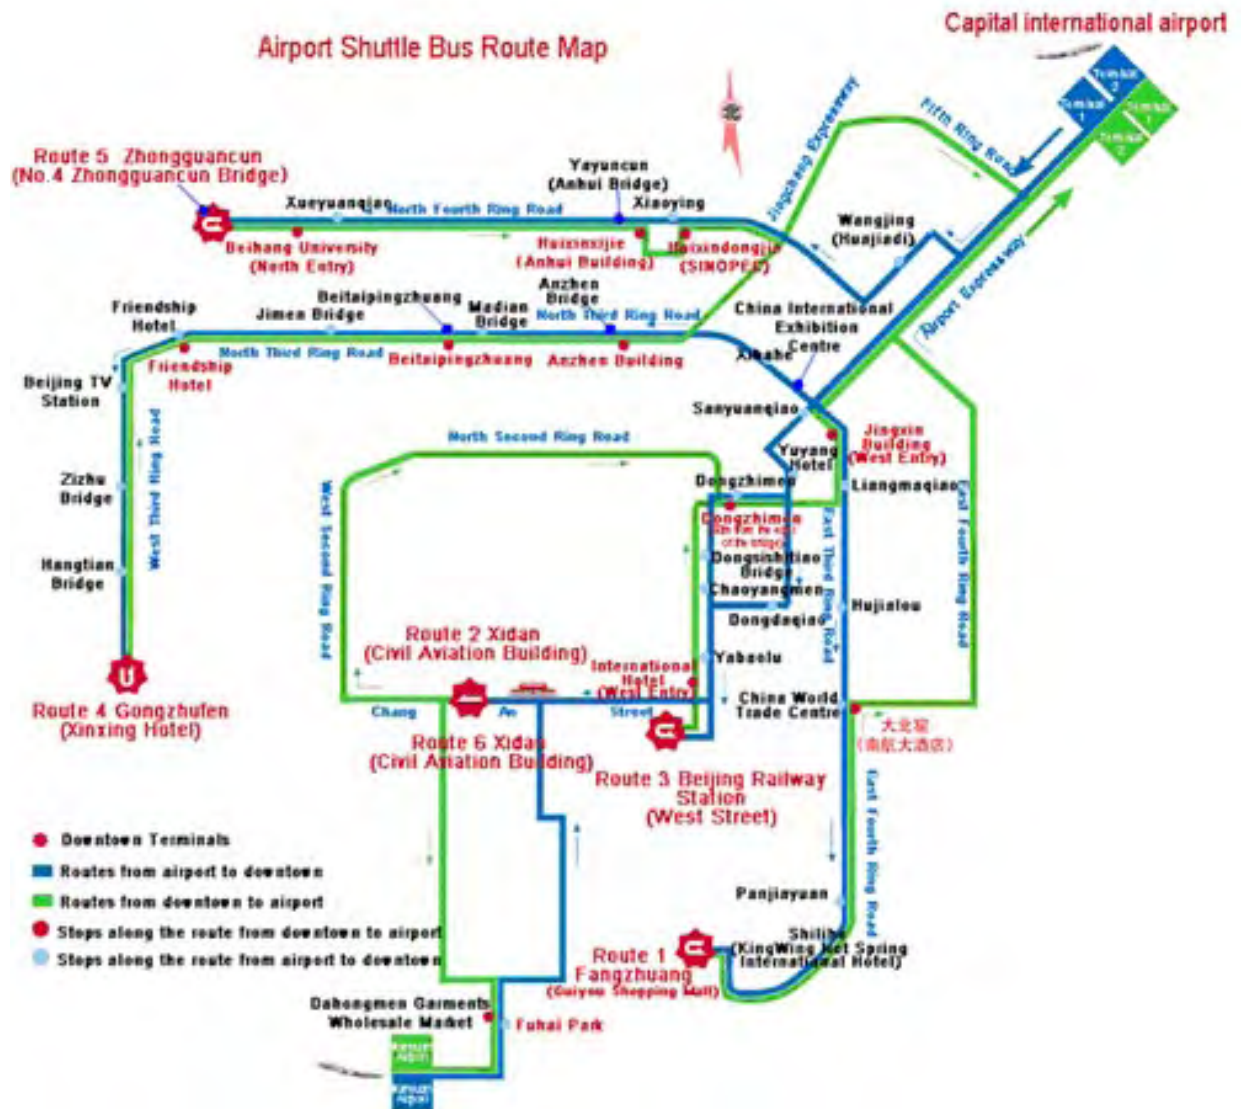 Capital international airport
Airport Shuttle Bus Route Map
Terminal
2
Terminal
1
Terminal
1
Terminal
2
Jingchang Expressway
Fifth Ring Road
Route 5 Zhongguancun
(No.4 Zhongguancun Bridge)
Yayuncun
(Anhui Bridge)
Xueyuanqiao
North Fourth Ring Road
Xiaoying
Wangjing
(Huajiadi)
Beihang University
(North Entry)
Huixinxijie
(Anhui Building)
Huixindongjie
(SINOPEC)
Airport Expressway
Friendship
Hotel
Jimen Bridge
Beitaipingzhuang
Madian
Bridge
Anzhen
Bridge
North Third Ring Road
China International
Exhibition
Centre
Xibahe
North Third Ring Road
Friendship
Hotel
Beitaipingzhuang
Anzhen Building
Beijing TV
Station
Sanyuanqiao
Jingxin
Building
(West Entry)
West Third Ring Road
North Second Ring Road
Yuyang
Hotel
Zizhu
Bridge
Dongzhimen
Liangmaqiao
West Second Ring Road
Dongzhimen
East Third Ring Road
East Fourth Ring Road
Hangtian
Bridge
Dongsishitiao
Bridge
Chaoyangmen
Dongdaqiao
Hujialou
Route 2 Xidan
(Civil Aviation Building)
International
Hotel
(West Entry)
Yabaolu
Route 4 Gongzhufen
(Xinxing Hotel)
Chang An Street
China World
Trade Centre
大北窑
(南航大酒店)
Route 6 Xidan
(Civil Aviation Building)
Route 3 Beijing Railway
Station
(West Street)
East Fourth Ring Road
Downtown Terminals
Routes from airport to downtown
Routes from downtown to airport
Stops along the route from downtown to airport
Stops along the route from airport to downtown
Panjiayuan
Shilihe
(KingWing Hot Spring
International Hotel)
Route 1
Fangzhuang
(Guiyou Shopping Mall)
Dahongmen Garments
Wholesale Market
Fuhai Park